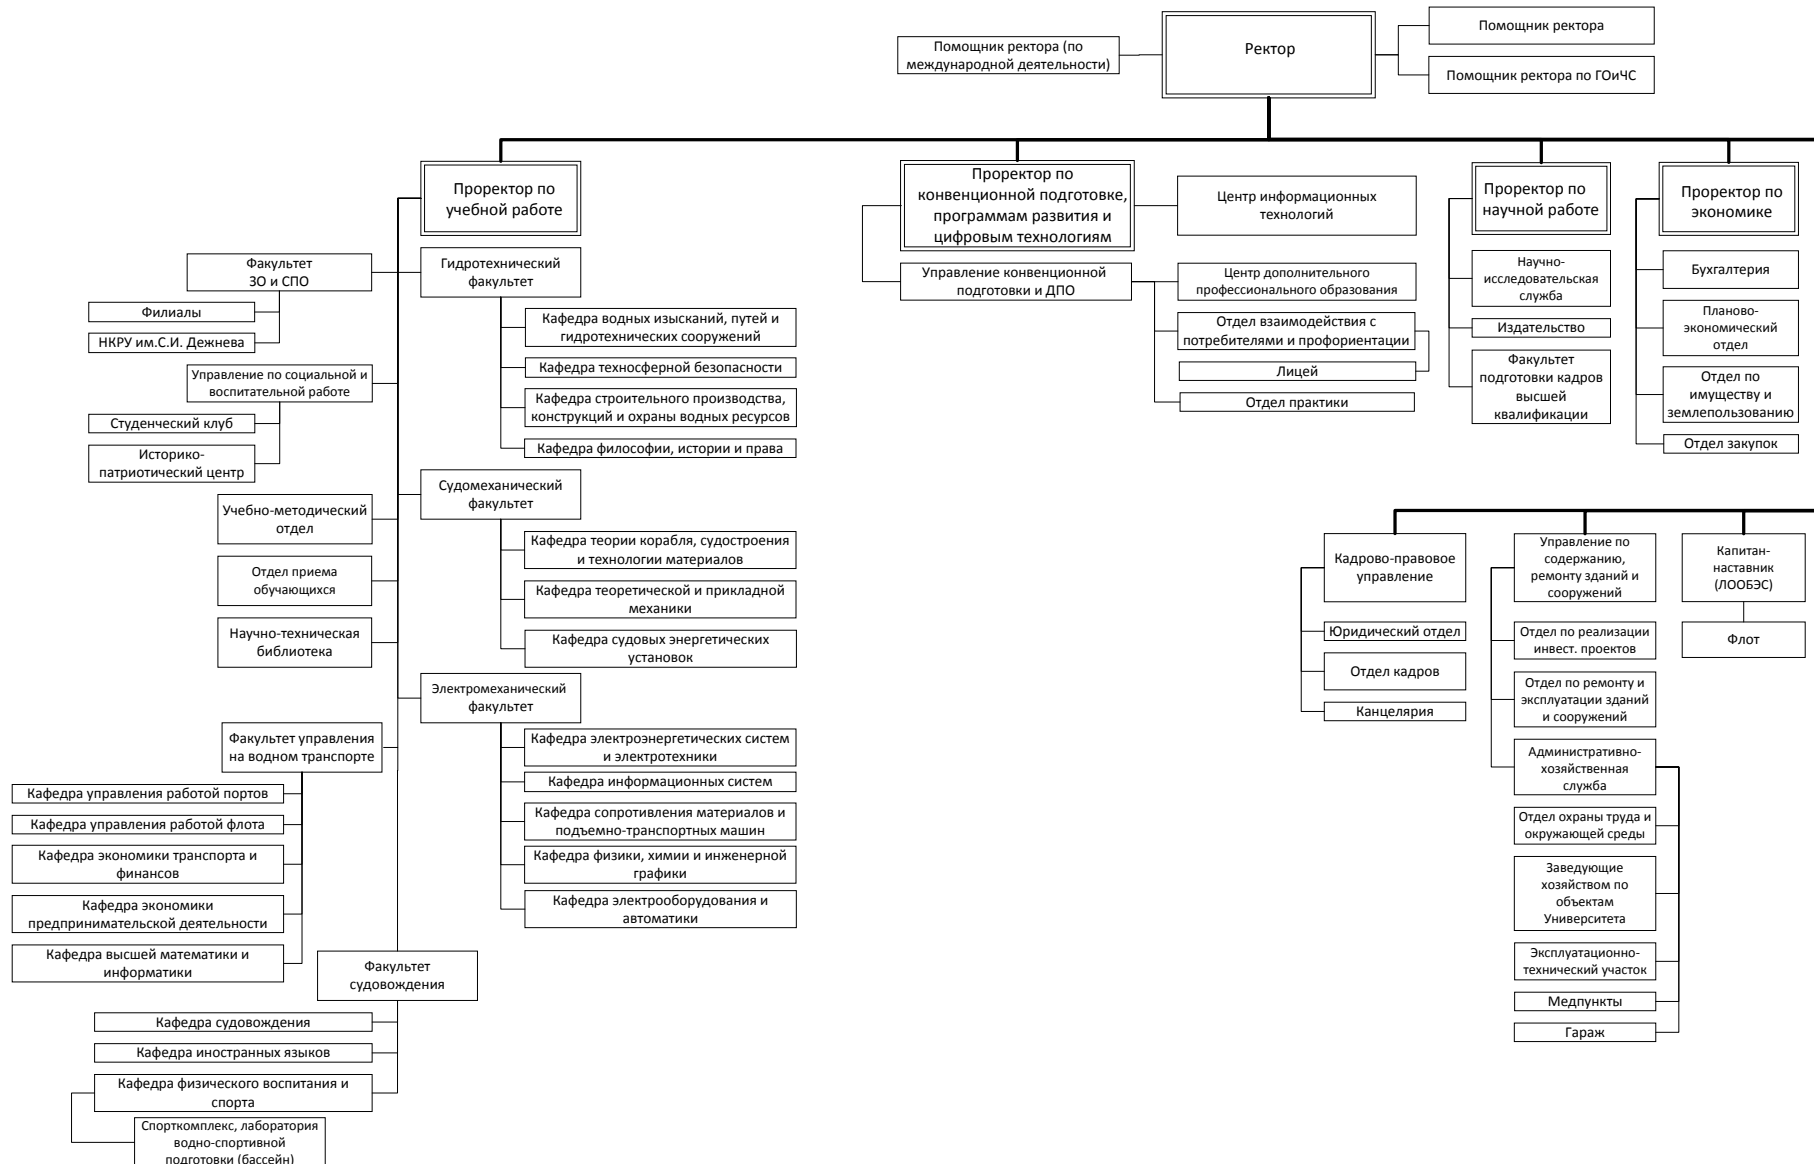 Ректор
Помощник ректора (по
международной деятельности)
Помощник ректора
Помощник ректора по ГОиЧС
Проректор по
учебной работе
Факультет
ЗО и СПО
Филиалы
НКРУ им.С.И. Дежнева
Управление по социальной и
воспитательной работе
Студенческий клуб
Историко-
патриотический центр
Учебно-методический
отдел
Отдел приема
обучающихся
Научно-техническая
библиотека
Факультет управления
на водном транспорте
Кафедра управления работой портов
Кафедра управления работой флота
Кафедра экономики транспорта и
финансов
Кафедра экономики
предпринимательской деятельности
Кафедра высшей математики и
информатики
Факультет
судовождения
Кафедра судовождения
Кафедра иностранных языков
Кафедра физического воспитания и
спорта
Спорткомплекс, лаборатория
водно-спортивной
подготовки (бассейн)
Гидротехнический
факультет
Кафедра водных изысканий, путей и
гидротехнических сооружений
Кафедра техносферной безопасности
Кафедра строительного производства,
конструкций и охраны водных ресурсов
Кафедра философии, истории и права
Судомеханический
факультет
Кафедра теории корабля, судостроения
и технологии материалов
Кафедра теоретической и прикладной
механики
Кафедра судовых энергетических
установок
Электромеханический
факультет
Кафедра электроэнергетических систем
и электротехники
Кафедра информационных систем
Кафедра сопротивления материалов и
подъемно-транспортных машин
Кафедра физики, химии и инженерной
графики
Кафедра электрооборудования и
автоматики
Проректор по
конвенционной подготовке,
программам развития и
цифровым технологиям
Центр информационных
технологий
Управление конвенционной
подготовки и ДПО
Центр дополнительного
профессионального образования
Отдел взаимодействия с
потребителями и профориентации
Лицей
Отдел практики
Проректор по
научной работе
Научно-
исследовательская
служба
Издательство
Факультет
подготовки кадров
высшей
квалификации
Проректор по
экономике
Бухгалтерия
Планово-
экономический
отдел
Отдел по
имуществу и
землепользованию
Отдел закупок
Кадрово-правовое
управление
Юридический отдел
Отдел кадров
Канцелярия
Управление по
содержанию,
ремонту зданий и
сооружений
Отдел по реализации
инвест. проектов
Отдел по ремонту и
эксплуатации зданий
и сооружений
Административно-
хозяйственная
служба
Отдел охраны труда и
окружающей среды
Заведующие
хозяйством по
объектам
Университета
Эксплуатационно-
технический участок
Медпункты
Гараж
Капитан-
наставник
(ЛООБЭС)
Флот